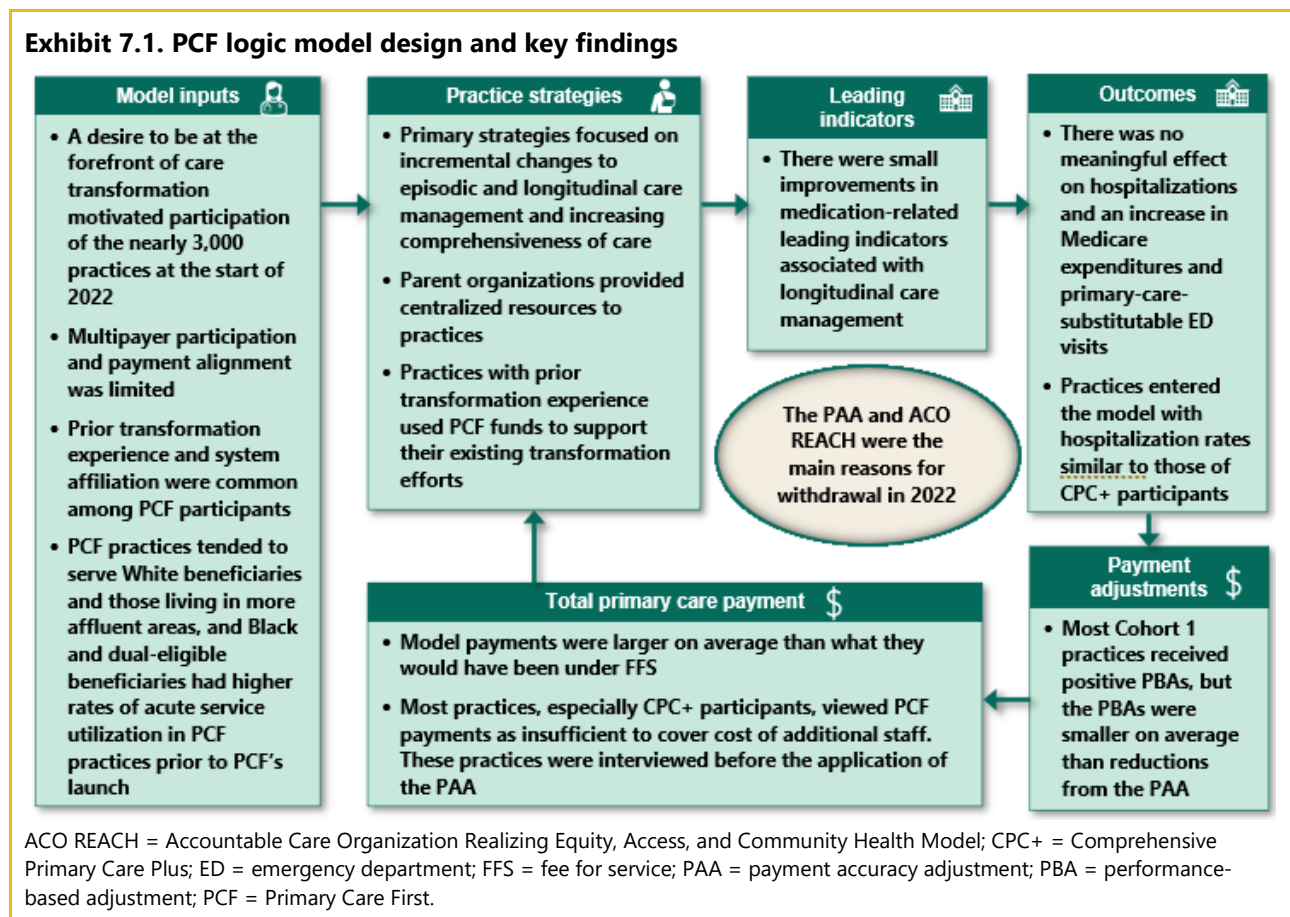 Exhibit 7.1. PCF logic model design and key findings
Model inputs
• A desire to be at the
forefront of care
transformation
motivated participation
of the nearly 3,000
practices at the start of
2022
• Multipayer participation
and payment alignment
was limited
• Prior transformation
experience and system
affiliation were common
among PCF participants
• PCF practices tended to
serve White beneficiaries
and those living in more
affluent areas, and Black
and dual-eligible
beneficiaries had higher
rates of acute service
utilization in PCF
practices prior to PCF's
launch
Practice strategies
• Primary strategies focused on
incremental changes to
episodic and longitudinal care
management and increasing
comprehensiveness of care
• Parent organizations provided
centralized resources to
practices
• Practices with prior
transformation experience
used PCF funds to support
their existing transformation
efforts
Leading
indicators
• There were small
improvements in
medication-related
leading indicators
associated with
longitudinal care
management
Outcomes
• There was no
meaningful effect
on hospitalizations
and an increase in
Medicare
expenditures and
primary-care-
substitutable ED
visits
• Practices entered
the model with
hospitalization rates
similar to those of
CPC+ participants
The PAA and ACO
REACH were the
main reasons for
withdrawal in 2022
Payment
adjustments $
• Most Cohort 1
practices received
positive PBAs, but
the PBAs were
smaller on average
than reductions
from the PAA
Total primary care payment $
• Model payments were larger on average than what they
would have been under FFS
• Most practices, especially CPC+ participants, viewed PCF
payments as insufficient to cover cost of additional staff.
These practices were interviewed before the application of
the PAA
ACO REACH = Accountable Care Organization Realizing Equity, Access, and Community Health Model; CPC+ = Comprehensive
Primary Care Plus; ED = emergency department; FFS = fee for service; PAA = payment accuracy adjustment; PBA = performance-
based adjustment; PCF = Primary Care First.